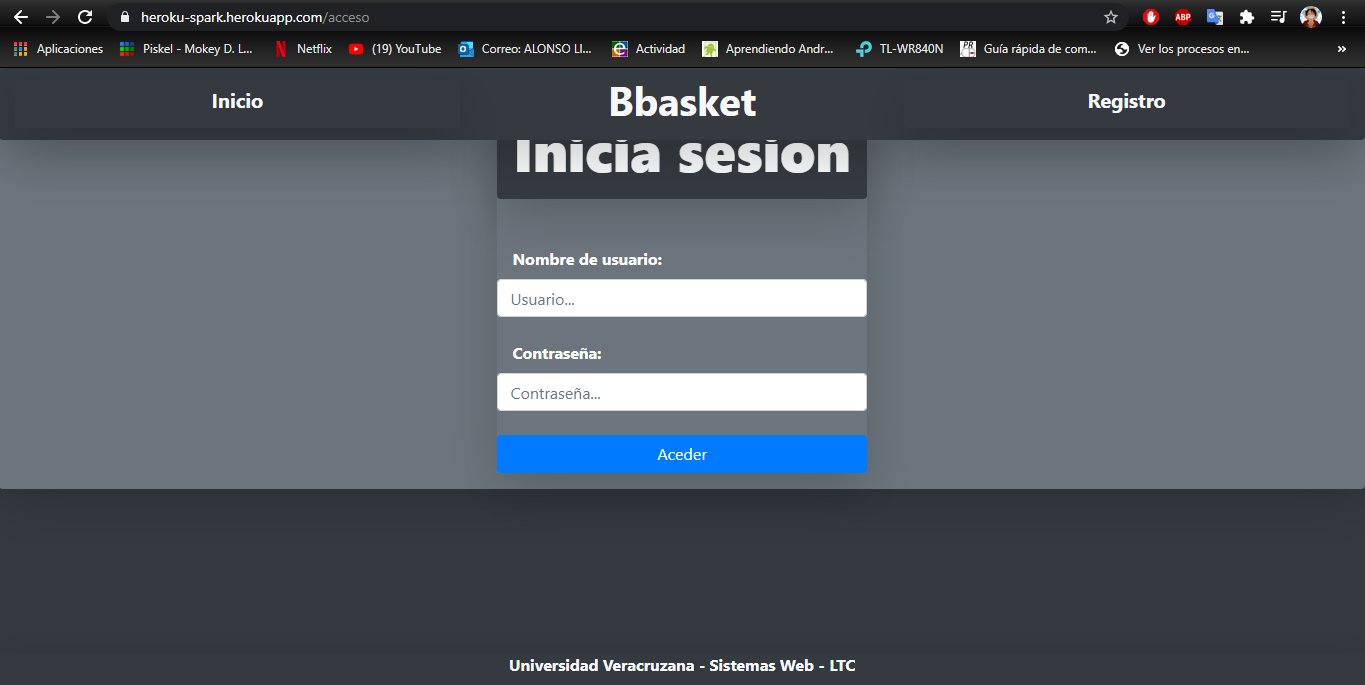 heroku-spark.herokuapp.com/acceso
ABP
Aplicaciones Piskel - Mokey D. L... Netflix (19) YouTube Correo: ALONSO LI... Actividad Aprendiendo Andr... TL-WR840N Guía rápida de com... Ver los procesos en... »
Inicio Bbasket Registro
Inicia sesión
Nombre de usuario:
Usuario...
Contraseña:
Contraseña...
Aceder
Universidad Veracruzana - Sistemas Web - LTC